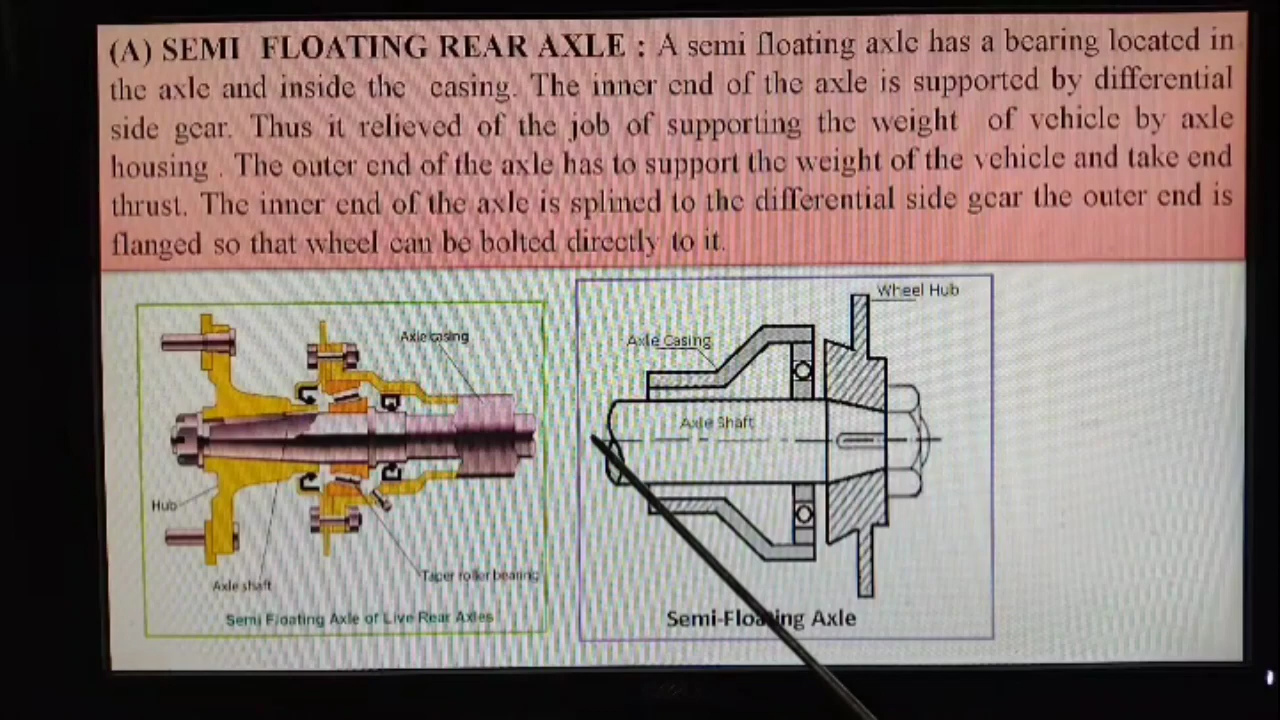 (A) SEMI FLOATING REAR AXLE : A semi floating axle has a bearing located in
the axle and inside the casing. The inner end of the axle is supported by differential
side gear. Thus it relieved of the job of supporting the weight of vehicle by axle
housing . The outer end of the axle has to support the weight of the vehicle and take end
thrust. The inner end of the axle is splined to the differential side gear the outer end is
flanged so that wheel can be bolted directly to it.
Axle casing
Hub
Axle shaft
Taper roller bearing
Semi Floating Axle of Live Rear Axles
Wheel Hub
Axle Casing
Axle Shaft
Semi-Floating Axle